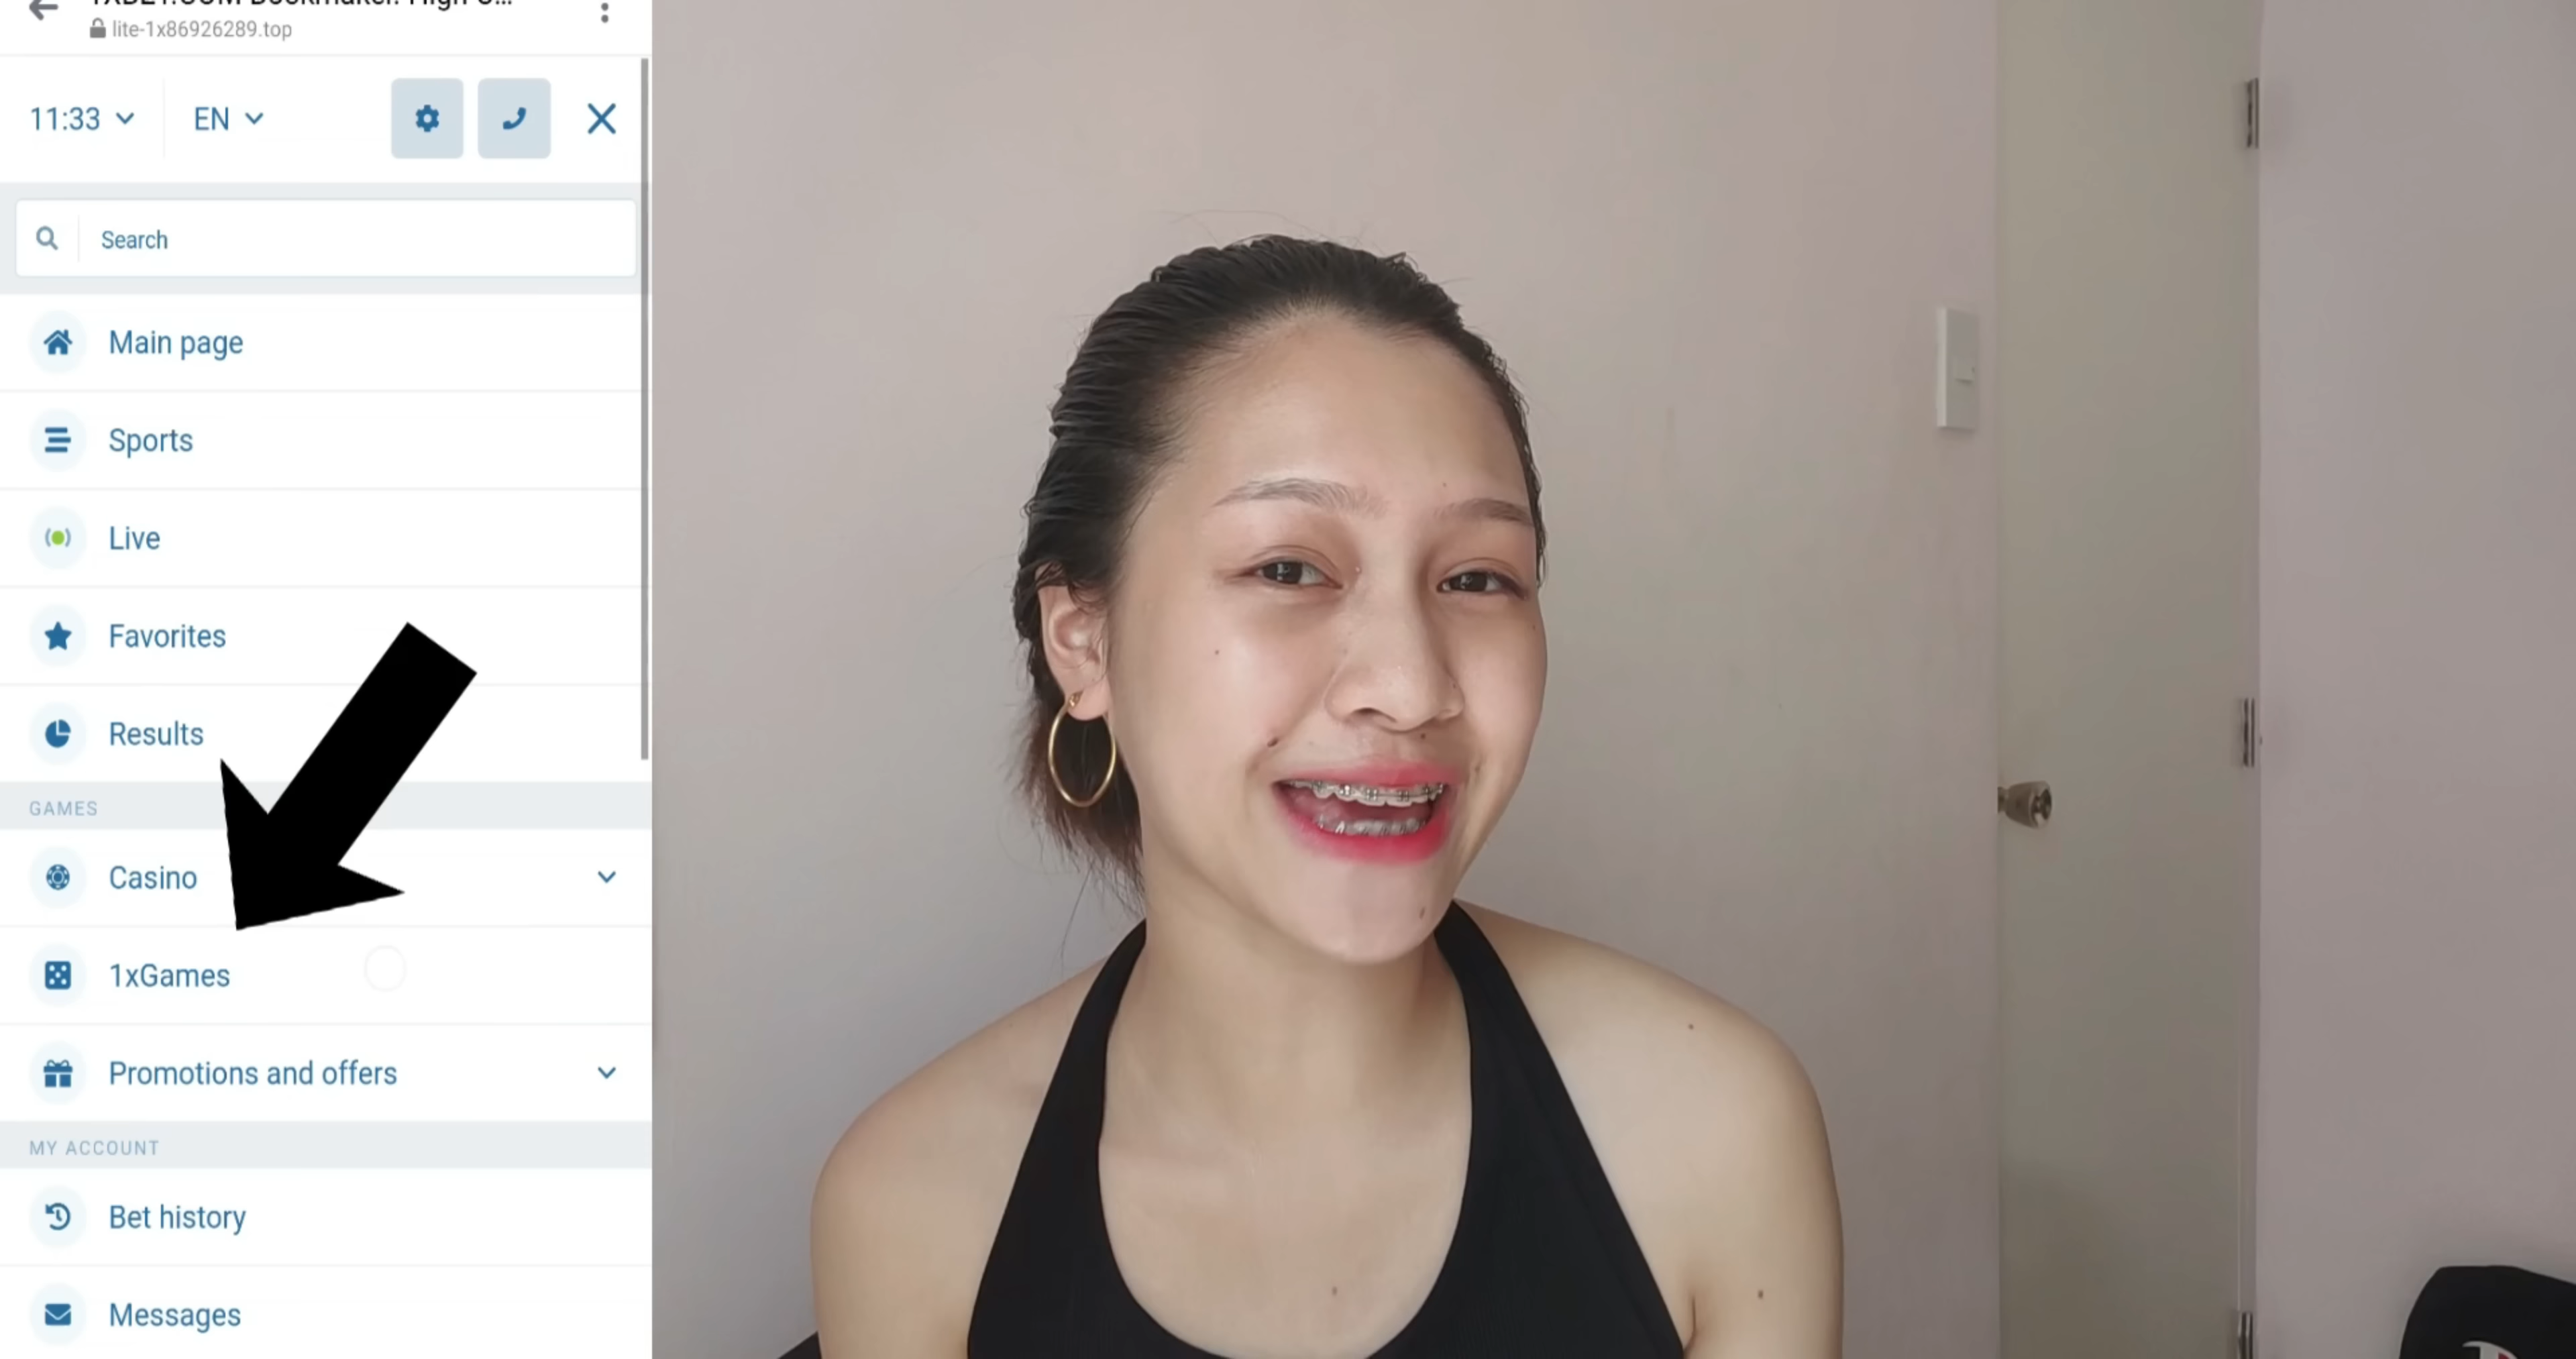 lite-1x86926289.top
11:33
EN
Search
Main page
Sports
Live
Favorites
Results
GAMES
Casino
1xGames
Promotions and offers
MY ACCOUNT
Bet history
Messages